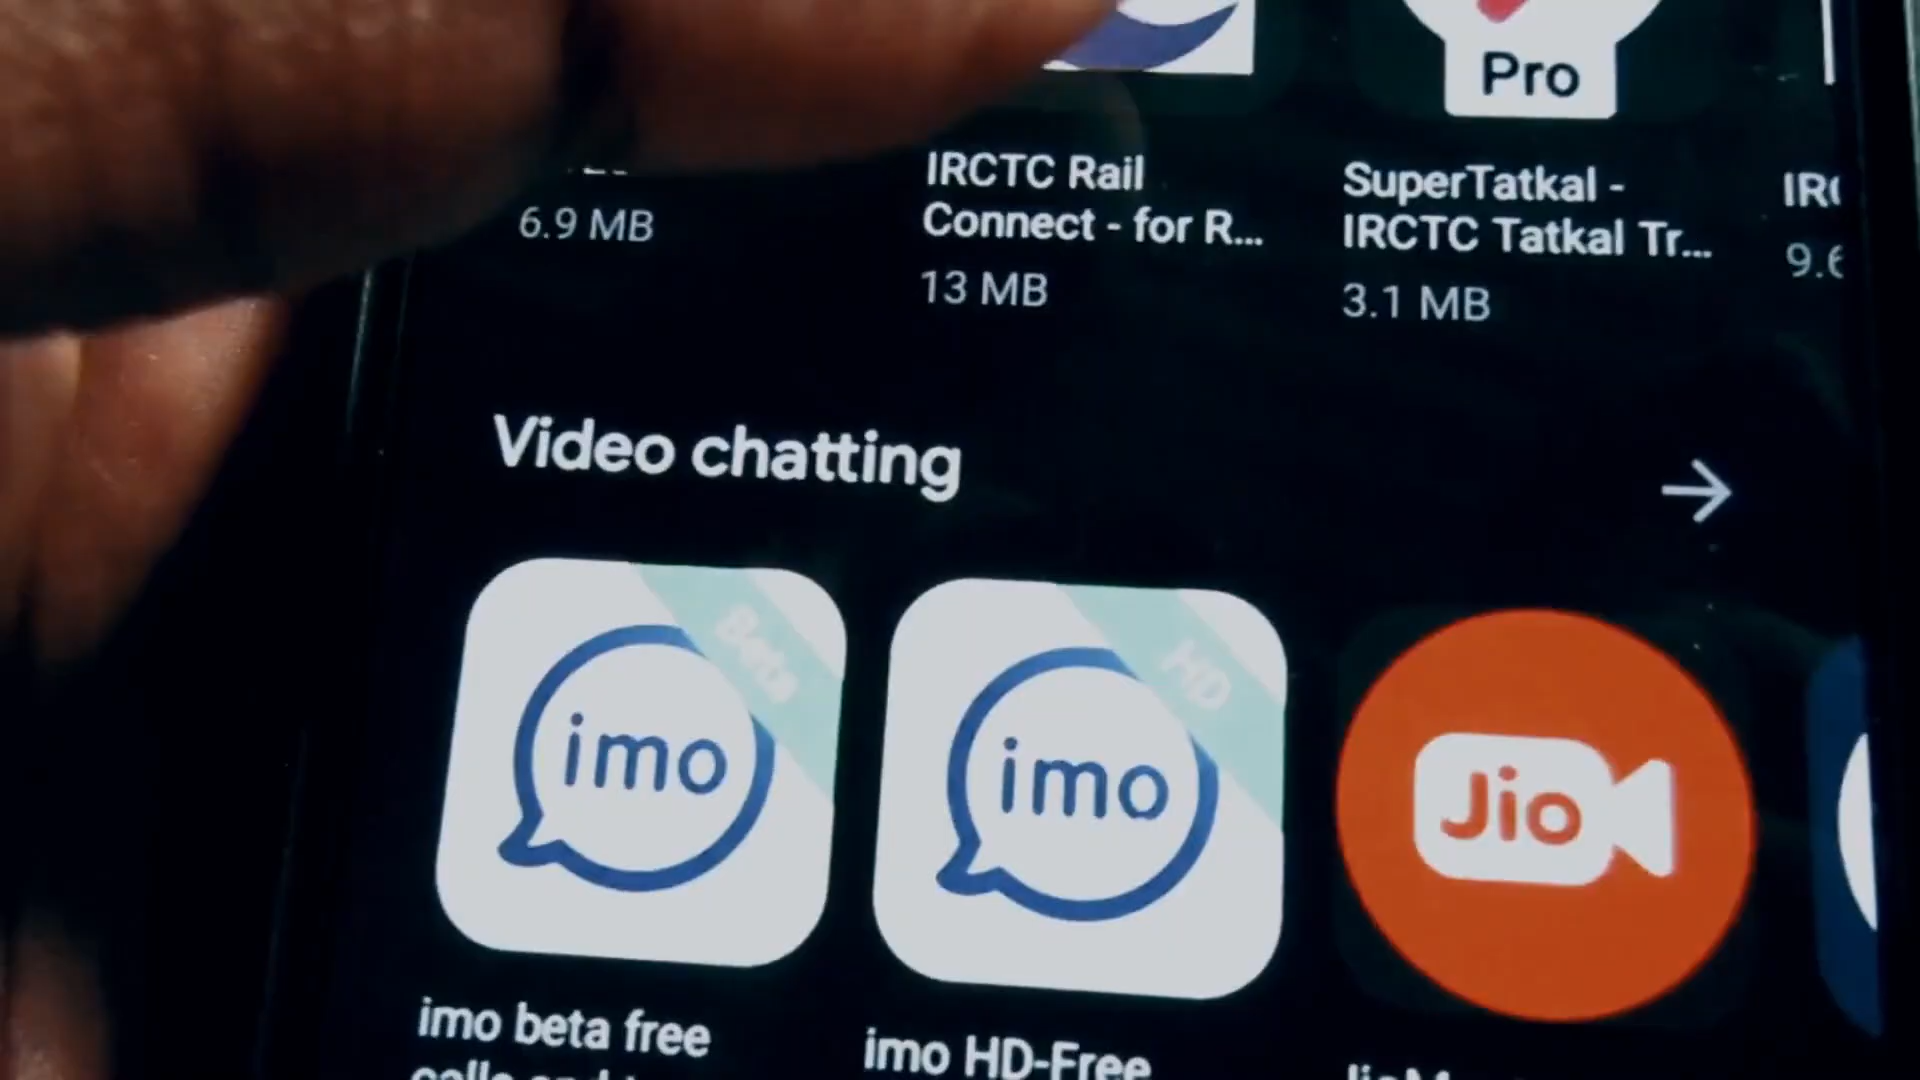 Pro
6.9 MB
IRCTC Rail
Connect - for R...
13 MB
SuperTatkal -
IRCTC Tatkal Tr...
3.1 MB
Video chatting
Beta
imo
HD
imo
Jio
imo beta free
imo HD-Free